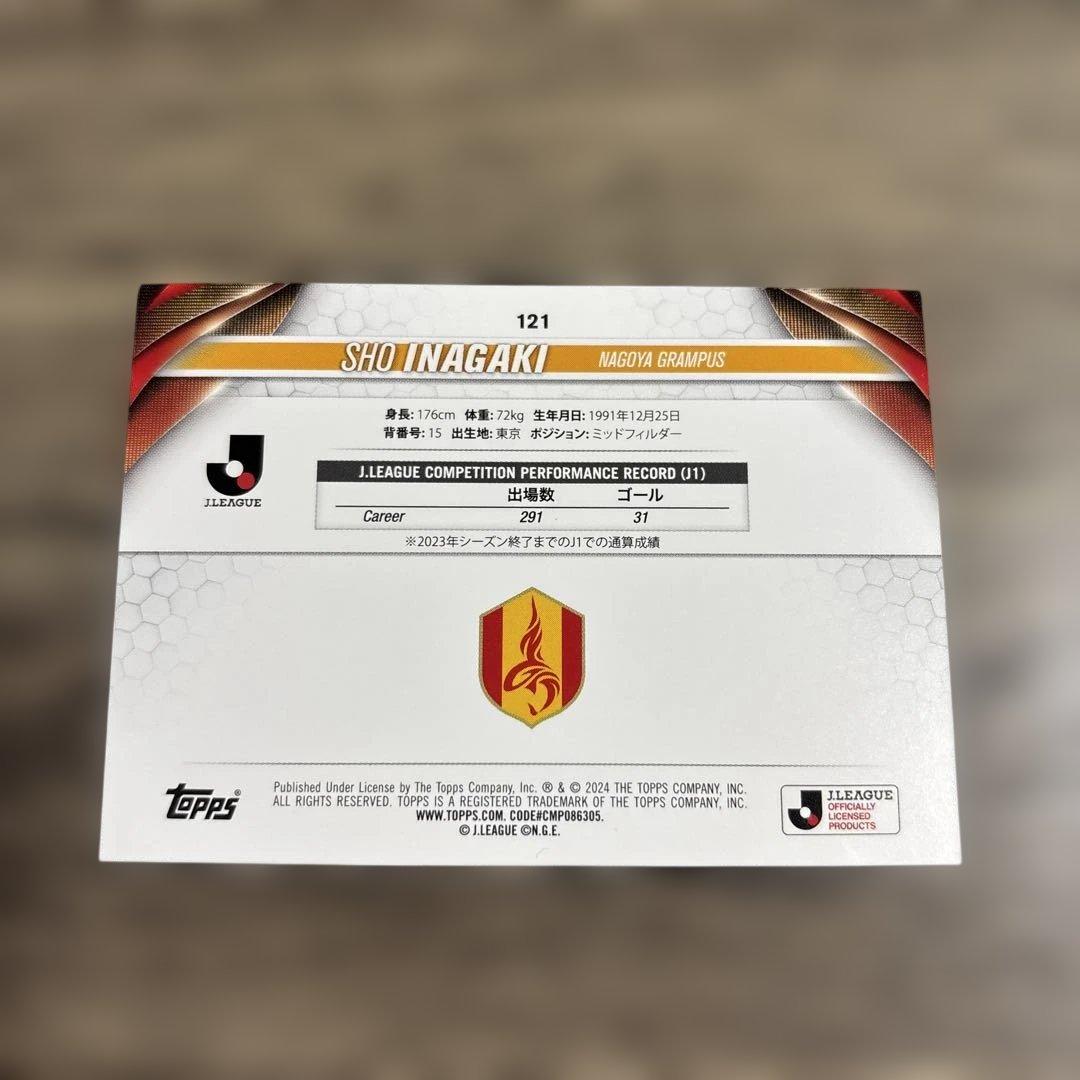 121
SHO INAGAKI NAGOYA GRAMPUS
身長: 176cm 体重: 72kg 生年月日: 1991年12月25日
背番号: 15 出生地: 東京 ポジション: ミッドフィルダー
J.LEAGUE
J.LEAGUE COMPETITION PERFORMANCE RECORD (J1)
出場数 ゴール
Career 291 31
※2023年シーズン終了までのJ1での通算成績
topps®
Published Under License by The Topps Company, Inc. ® & © 2024 THE TOPPS COMPANY, INC.
ALL RIGHTS RESERVED. TOPPS IS A REGISTERED TRADEMARK OF THE TOPPS COMPANY, INC.
WWW.TOPPS.COM. CODE#CMP086305.
© J.LEAGUE ©N.G.E.
J.LEAGUE
OFFICIALLY
LICENSED
PRODUCTS